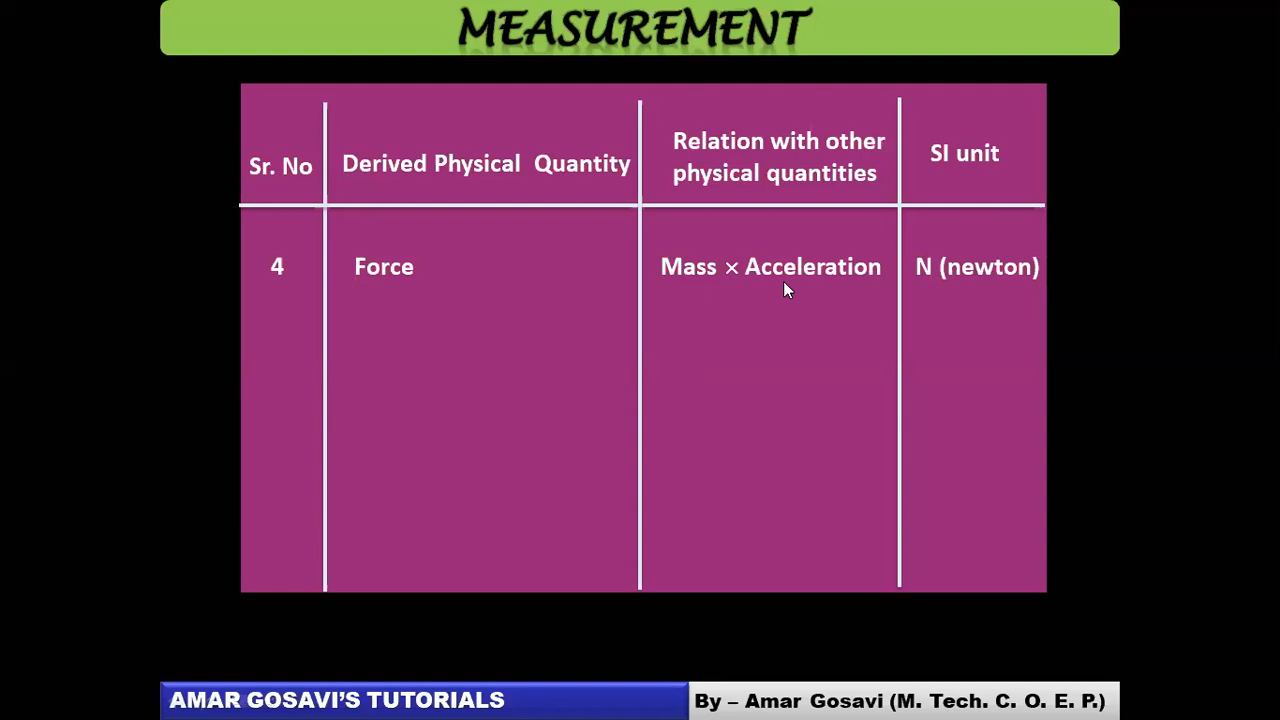 MEASUREMENT
Sr. No
Derived Physical Quantity
Relation with other
physical quantities
SI unit
4
Force
Mass × Acceleration
N (newton)
AMAR GOSAVI'S TUTORIALS
By – Amar Gosavi (M. Tech. C. O. E. P.)